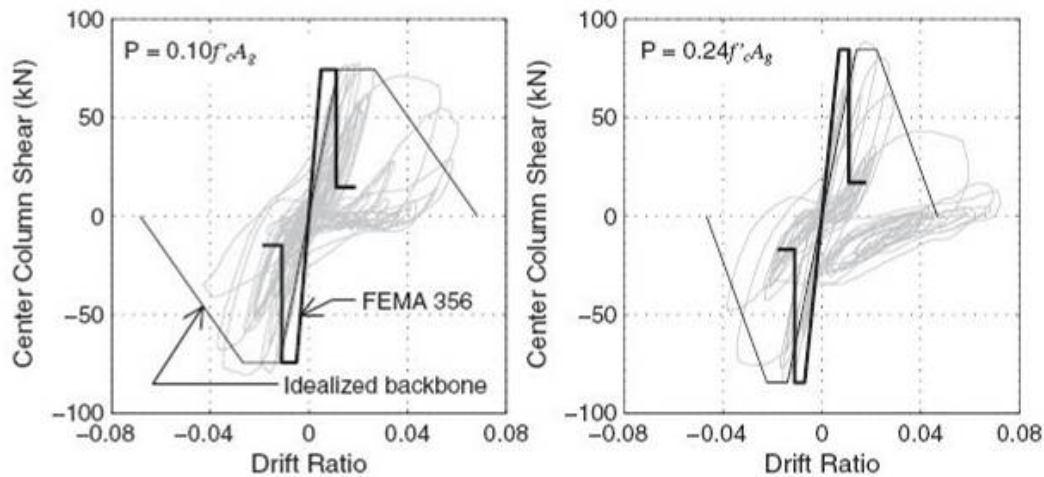 P = 0.10f'cAg
Center Column Shear (kN)
100
50
0
−50
−100
FEMA 356
Idealized backbone
−0.08
−0.04
0
0.04
0.08
Drift Ratio
P = 0.24f'cAg
Center Column Shear (kN)
100
50
0
−50
−100
−0.08
−0.04
0
0.04
0.08
Drift Ratio